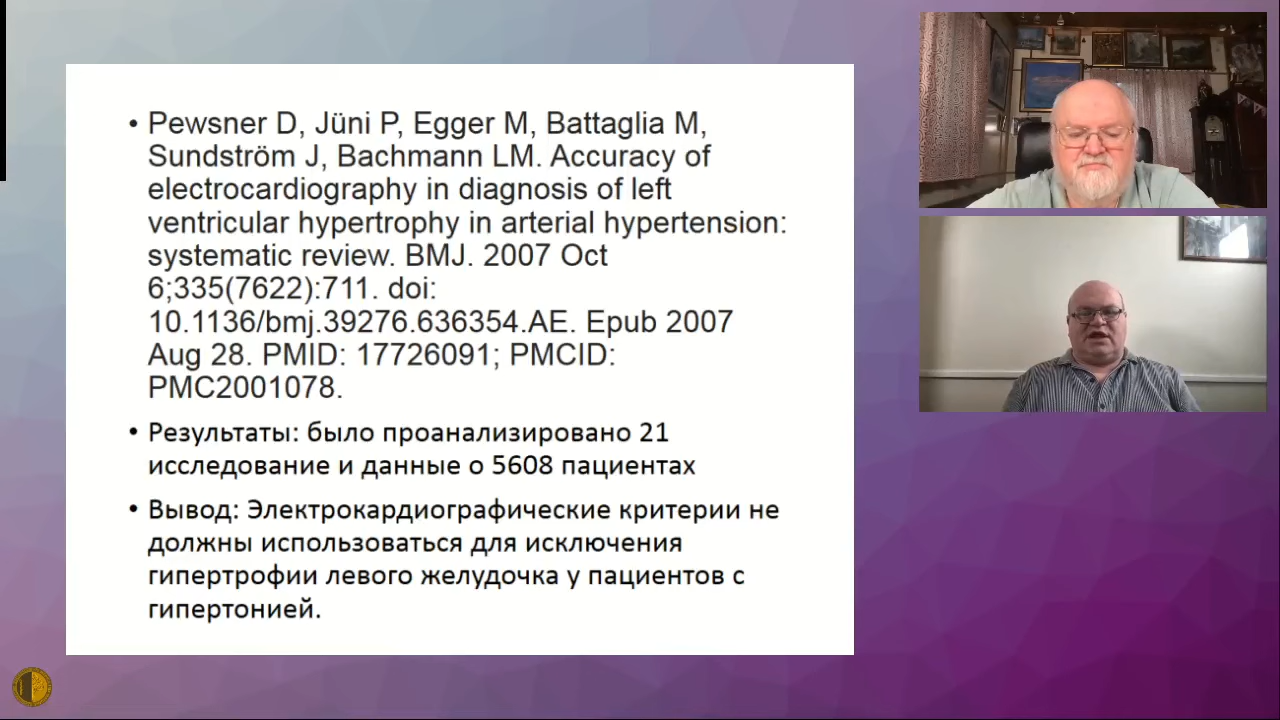 • Pewsner D, Jüni P, Egger M, Battaglia M,
Sundström J, Bachmann LM. Accuracy of
electrocardiography in diagnosis of left
ventricular hypertrophy in arterial hypertension:
systematic review. BMJ. 2007 Oct
6;335(7622):711. doi:
10.1136/bmj.39276.636354.AE. Epub 2007
Aug 28. PMID: 17726091; PMCID:
PMC2001078.
• Результаты: было проанализировано 21
исследование и данные о 5608 пациентах
• Вывод: Электрокардиографические критерии не
должны использоваться для исключения
гипертрофии левого желудочка у пациентов с
гипертонией.